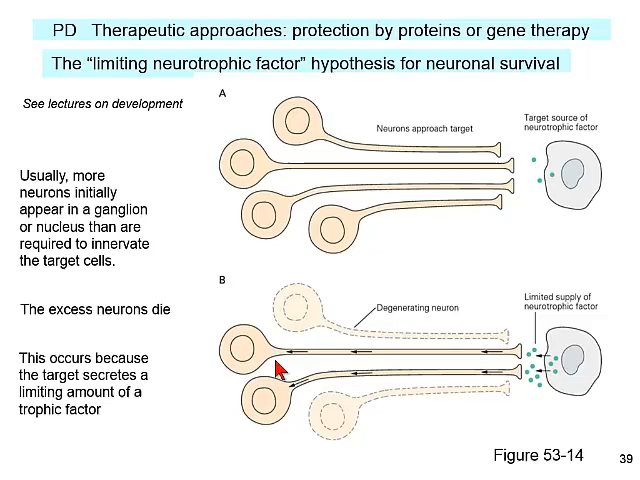 PD Therapeutic approaches: protection by proteins or gene therapy
The “limiting neurotrophic factor” hypothesis for neuronal survival
See lectures on development
Usually, more
neurons initially
appear in a ganglion
or nucleus than are
required to innervate
the target cells.
The excess neurons die
This occurs because
the target secretes a
limiting amount of a
trophic factor
A
Neurons approach target
Target source of
neurotrophic factor
B
Degenerating neuron
Limited supply of
neurotrophic factor
Figure 53-14
39